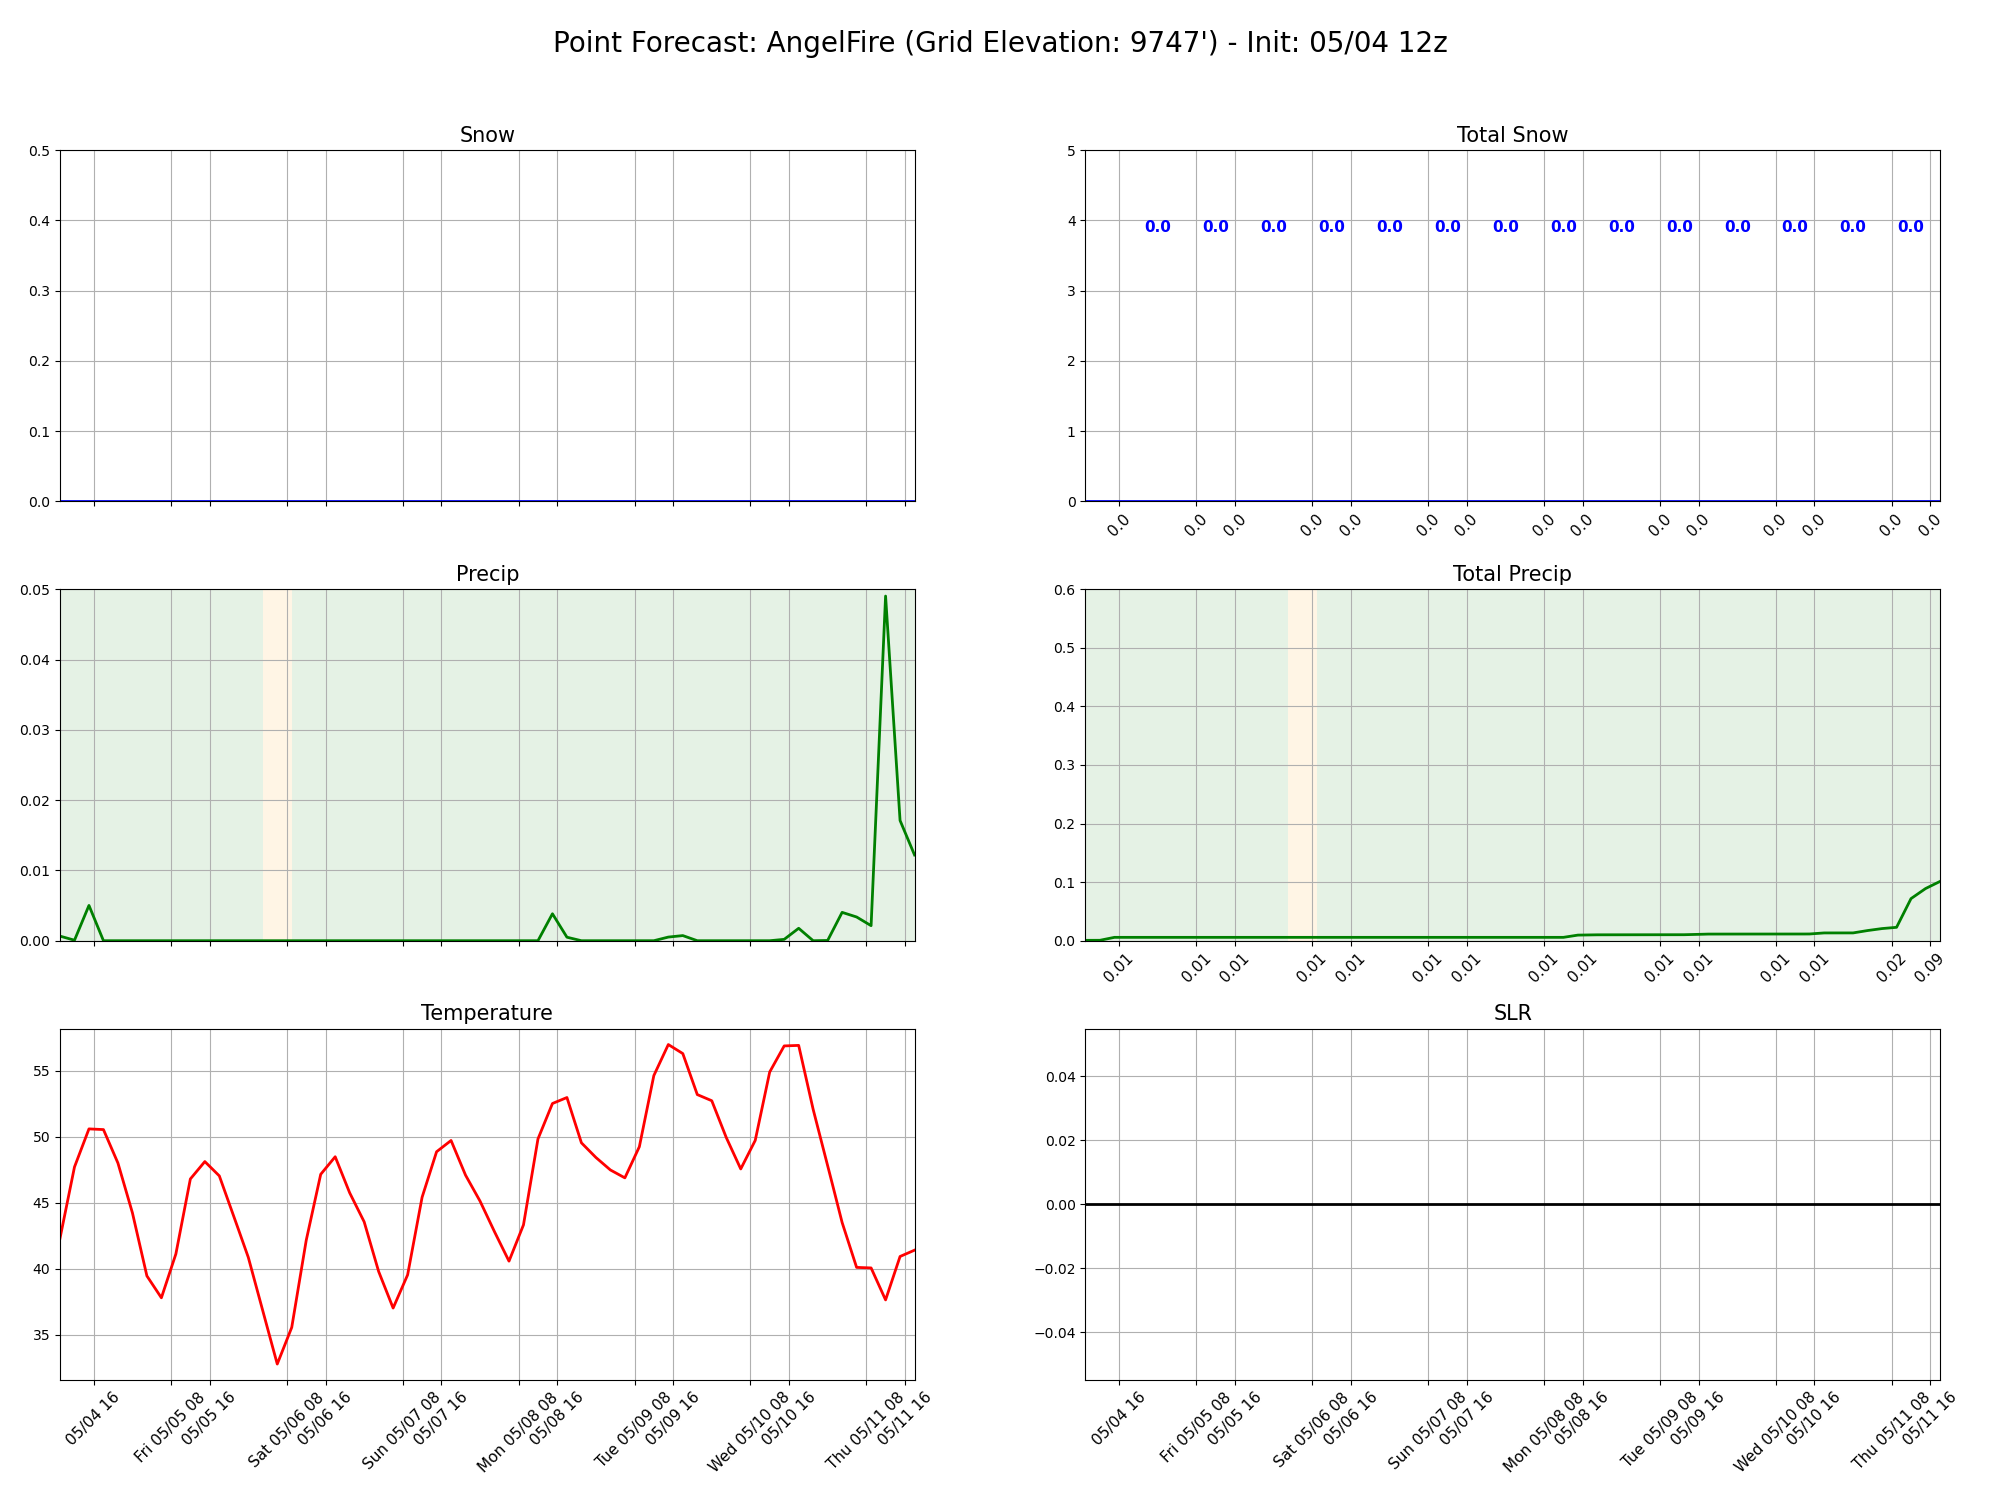 Point Forecast: AngelFire (Grid Elevation: 9747') - Init: 05/04 12z
Snow
0.5
0.4
0.3
0.2
0.1
0.0
Total Snow
5
4
3
2
1
0
0.0 0.0 0.0 0.0 0.0 0.0 0.0 0.0 0.0 0.0 0.0 0.0 0.0 0.0
0.0 0.0 0.0 0.0 0.0 0.0 0.0 0.0 0.0 0.0 0.0 0.0 0.0 0.0 0.0
Precip
0.05
0.04
0.03
0.02
0.01
0.00
Total Precip
0.6
0.5
0.4
0.3
0.2
0.1
0.0
0.01 0.01 0.01 0.01 0.01 0.01 0.01 0.01 0.01 0.01 0.01 0.01 0.01 0.02 0.09
Temperature
55
50
45
40
35
05/04 16
Fri 05/05 08
05/05 16
Sat 05/06 08
05/06 16
Sun 05/07 08
05/07 16
Mon 05/08 08
05/08 16
Tue 05/09 08
05/09 16
Wed 05/10 08
05/10 16
Thu 05/11 08
05/11 16
SLR
0.04
0.02
0.00
−0.02
−0.04
05/04 16
Fri 05/05 08
05/05 16
Sat 05/06 08
05/06 16
Sun 05/07 08
05/07 16
Mon 05/08 08
05/08 16
Tue 05/09 08
05/09 16
Wed 05/10 08
05/10 16
Thu 05/11 08
05/11 16